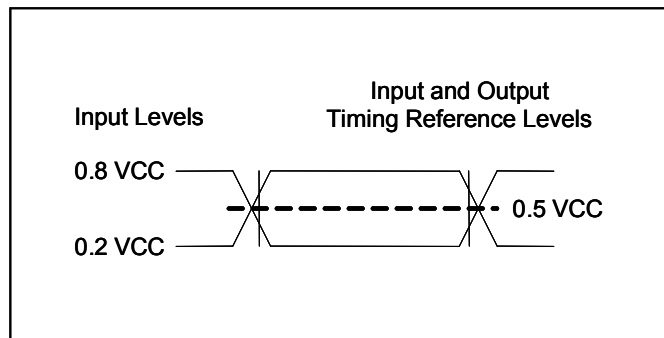 Input Levels
Input and Output
Timing Reference Levels
0.8 VCC
0.5 VCC
0.2 VCC